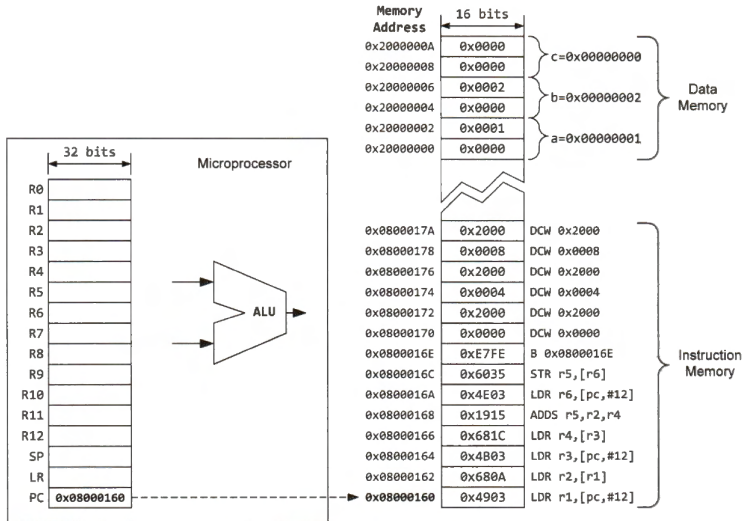 Memory Address 16 bits
0x2000000A 0x0000
0x20000008 0x0000 c=0x00000000
0x20000006 0x0002
0x20000004 0x0000 b=0x00000002
0x20000002 0x0001
0x20000000 0x0000 a=0x00000001
Data Memory
32 bits
Microprocessor
R0
R1
R2
R3
R4
R5
R6
R7
R8
R9
R10
R11
R12
SP
LR
PC 0x08000160
ALU
0x0800017A 0x2000 DCW 0x2000
0x08000178 0x0008 DCW 0x0008
0x08000176 0x2000 DCW 0x2000
0x08000174 0x0004 DCW 0x0004
0x08000172 0x2000 DCW 0x2000
0x08000170 0x0000 DCW 0x0000
0x0800016E 0xE7FE B 0x0800016E
0x0800016C 0x6035 STR r5,[r6]
0x0800016A 0x4E03 LDR r6,[pc,#12]
0x08000168 0x1915 ADDS r5,r2,r4
0x08000166 0x681C LDR r4,[r3]
0x08000164 0x4B03 LDR r3,[pc,#12]
0x08000162 0x680A LDR r2,[r1]
0x08000160 0x4903 LDR r1,[pc,#12]
Instruction Memory